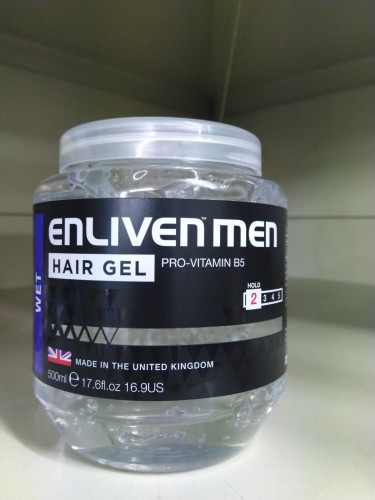 ENLIVEN™ MEN
HAIR GEL
PRO-VITAMIN B5
WET
HOLD
2 3 4 5
MADE IN THE UNITED KINGDOM
500ml ℮ 17.6fl.oz 16.9US